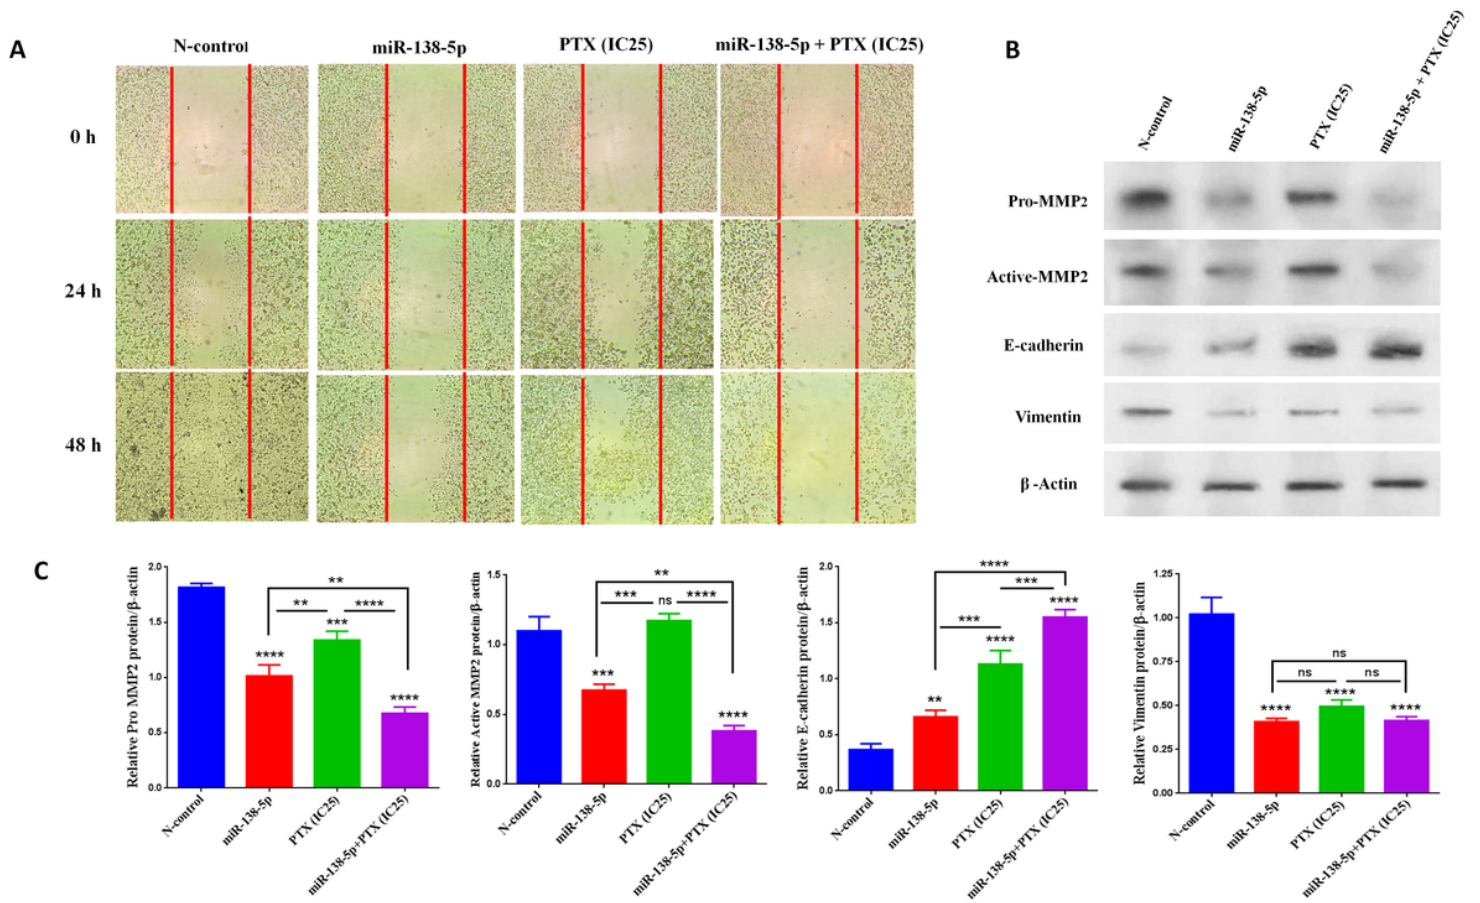 A
N-control
miR-138-5p
PTX (IC25)
miR-138-5p + PTX (IC25)
0 h
24 h
48 h
B
N-control
miR-138-5p
PTX (IC25)
miR-138-5p + PTX (IC25)
Pro-MMP2
Active-MMP2
E-cadherin
Vimentin
β -Actin
C
Relative Pro MMP2 protein/β-actin
2.0
1.5
1.0
0.5
0.0
**
** ****
***
****
****
N-control
miR-138-5p
PTX (IC25)
miR-138-5p+PTX (IC25)
Relative Active MMP2 protein/β-actin
1.5
1.0
0.5
0.0
**
*** ns ****
***
****
N-control
miR-138-5p
PTX (IC25)
miR-138-5p+PTX (IC25)
Relative E-cadherin protein/β-actin
2.0
1.5
1.0
0.5
0.0
****
***
****
***
****
**
N-control
miR-138-5p
PTX (IC25)
miR-138-5p+PTX (IC25)
Relative Vimentin protein/β-actin
1.25
1.00
0.75
0.50
0.25
0.00
ns
ns ns
****
**** ****
N-control
miR-138-5p
PTX (IC25)
miR-138-5p+PTX (IC25)